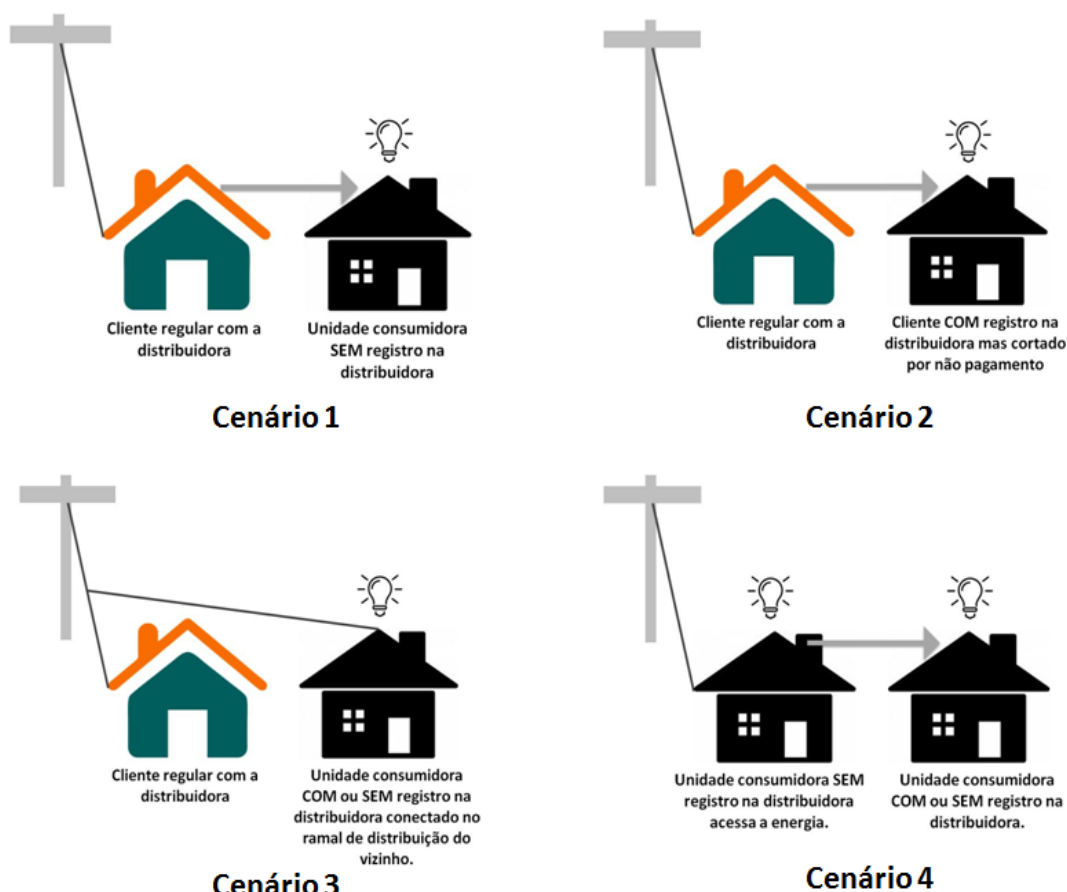 Cliente regular com a
distribuidora
Unidade consumidora
SEM registro na
distribuidora
Cenário 1
Cliente regular com a
distribuidora
Cliente COM registro na
distribuidora mas cortado
por não pagamento
Cenário 2
Cliente regular com a
distribuidora
Unidade consumidora
COM ou SEM registro na
distribuidora conectado no
ramal de distribuição do
vizinho.
Cenário 3
Unidade consumidora SEM
registro na distribuidora
acessa a energia.
Unidade consumidora
COM ou SEM registro na
distribuidora.
Cenário 4